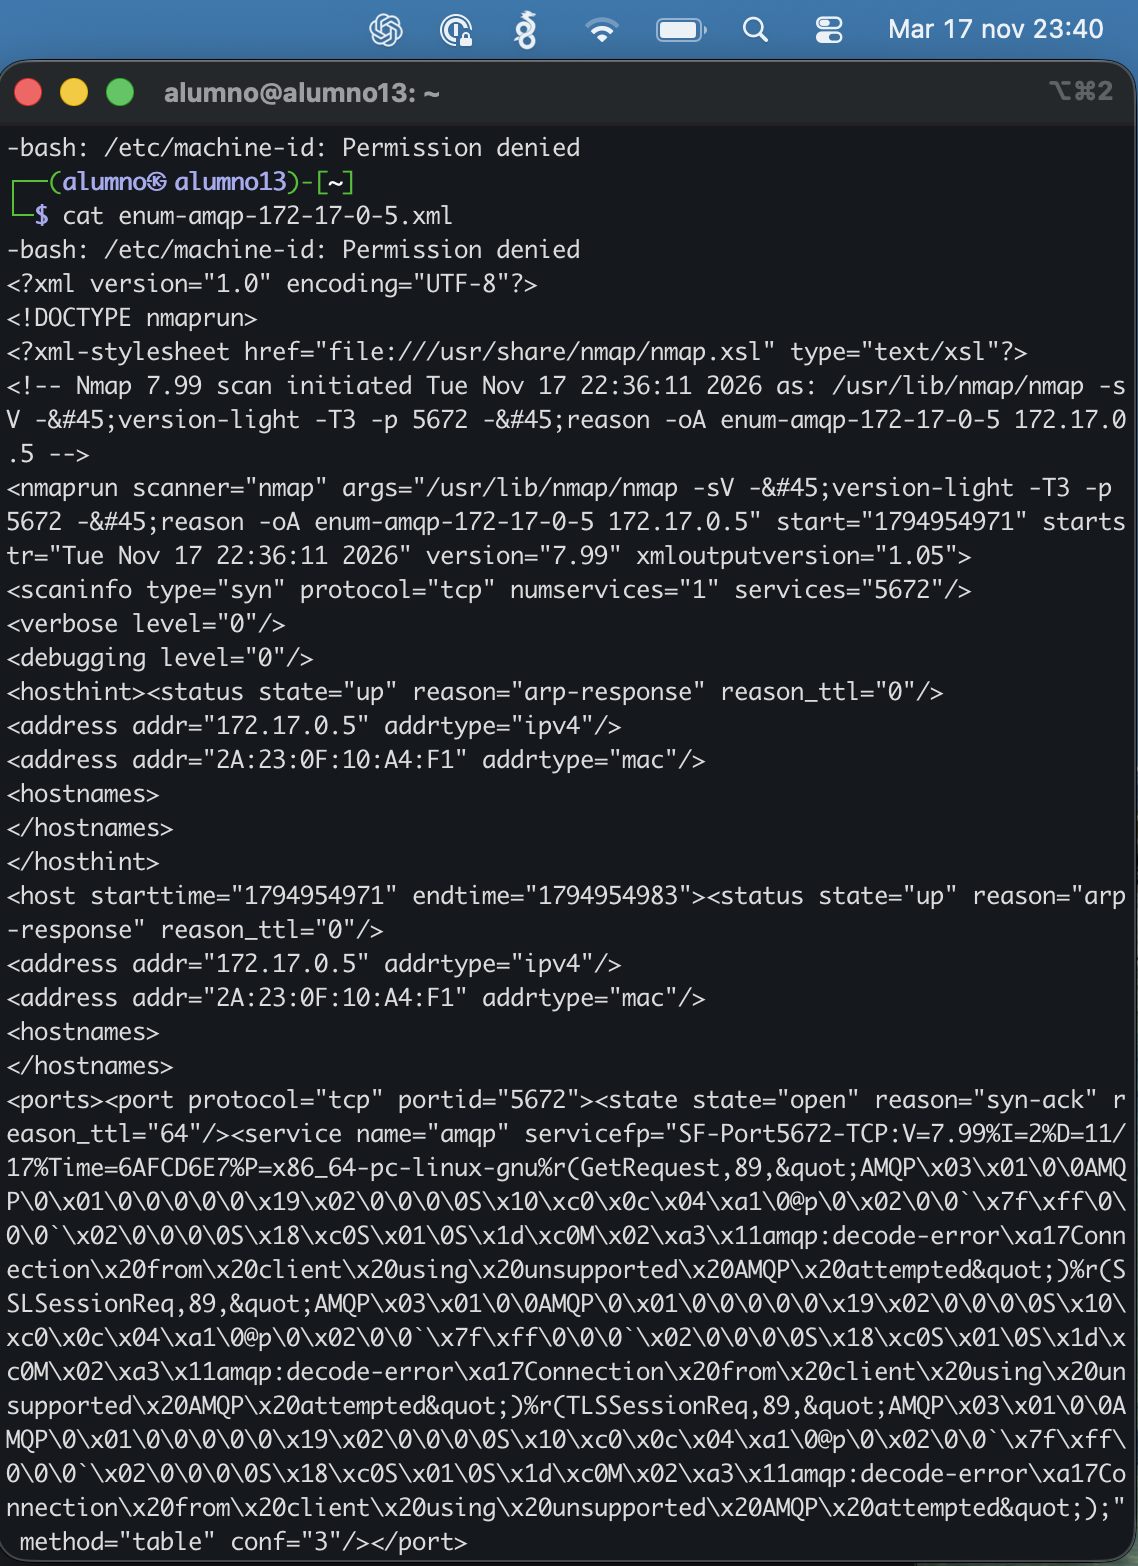 Mar 17 nov 23:40
alumno@alumno13: ~ ⌥⌘2
-bash: /etc/machine-id: Permission denied
┌──(alumno㉿alumno13)-[~]
└─$ cat enum-amqp-172-17-0-5.xml
-bash: /etc/machine-id: Permission denied
<?xml version="1.0" encoding="UTF-8"?>
<!DOCTYPE nmaprun>
<?xml-stylesheet href="file:///usr/share/nmap/nmap.xsl" type="text/xsl"?>
<!-- Nmap 7.99 scan initiated Tue Nov 17 22:36:11 2026 as: /usr/lib/nmap/nmap -s
V -&#45;version-light -T3 -p 5672 -&#45;reason -oA enum-amqp-172-17-0-5 172.17.0
.5 -->
<nmaprun scanner="nmap" args="/usr/lib/nmap/nmap -sV -&#45;version-light -T3 -p 
5672 -&#45;reason -oA enum-amqp-172-17-0-5 172.17.0.5" start="1794954971" starts
tr="Tue Nov 17 22:36:11 2026" version="7.99" xmloutputversion="1.05">
<scaninfo type="syn" protocol="tcp" numservices="1" services="5672"/>
<verbose level="0"/>
<debugging level="0"/>
<hosthint><status state="up" reason="arp-response" reason_ttl="0"/>
<address addr="172.17.0.5" addrtype="ipv4"/>
<address addr="2A:23:0F:10:A4:F1" addrtype="mac"/>
<hostnames>
</hostnames>
</hosthint>
<host starttime="1794954971" endtime="1794954983"><status state="up" reason="arp
-response" reason_ttl="0"/>
<address addr="172.17.0.5" addrtype="ipv4"/>
<address addr="2A:23:0F:10:A4:F1" addrtype="mac"/>
<hostnames>
</hostnames>
<ports><port protocol="tcp" portid="5672"><state state="open" reason="syn-ack" r
eason_ttl="64"/><service name="amqp" servicefp="SF-Port5672-TCP:V=7.99%I=2%D=11/
17%Time=6AFCD6E7%P=x86_64-pc-linux-gnu%r(GetRequest,89,&quot;AMQP\x03\x01\0\0AMQ
P\0\x01\0\0\0\0\0\x19\x02\0\0\0\0S\x10\xc0\x0c\x04\xa1\0@p\0\x02\0\0`\x7f\xff\0\
0\0`\x02\0\0\0\0S\x18\xc0S\x01\0S\x1d\xc0M\x02\xa3\x11amqp:decode-error\xa17Conn
ection\x20from\x20client\x20using\x20unsupported\x20AMQP\x20attempted&quot;)%r(S
SLSessionReq,89,&quot;AMQP\x03\x01\0\0AMQP\0\x01\0\0\0\0\0\x19\x02\0\0\0\0S\x10\
xc0\x0c\x04\xa1\0@p\0\x02\0\0`\x7f\xff\0\0\0`\x02\0\0\0\0S\x18\xc0S\x01\0S\x1d\x
c0M\x02\xa3\x11amqp:decode-error\xa17Connection\x20from\x20client\x20using\x20un
supported\x20AMQP\x20attempted&quot;)%r(TLSSessionReq,89,&quot;AMQP\x03\x01\0\0A
MQP\0\x01\0\0\0\0\0\x19\x02\0\0\0\0S\x10\xc0\x0c\x04\xa1\0@p\0\x02\0\0`\x7f\xff\
0\0\0`\x02\0\0\0\0S\x18\xc0S\x01\0S\x1d\xc0M\x02\xa3\x11amqp:decode-error\xa17Co
nnection\x20from\x20client\x20using\x20unsupported\x20AMQP\x20attempted&quot;);"
 method="table" conf="3"/></port>